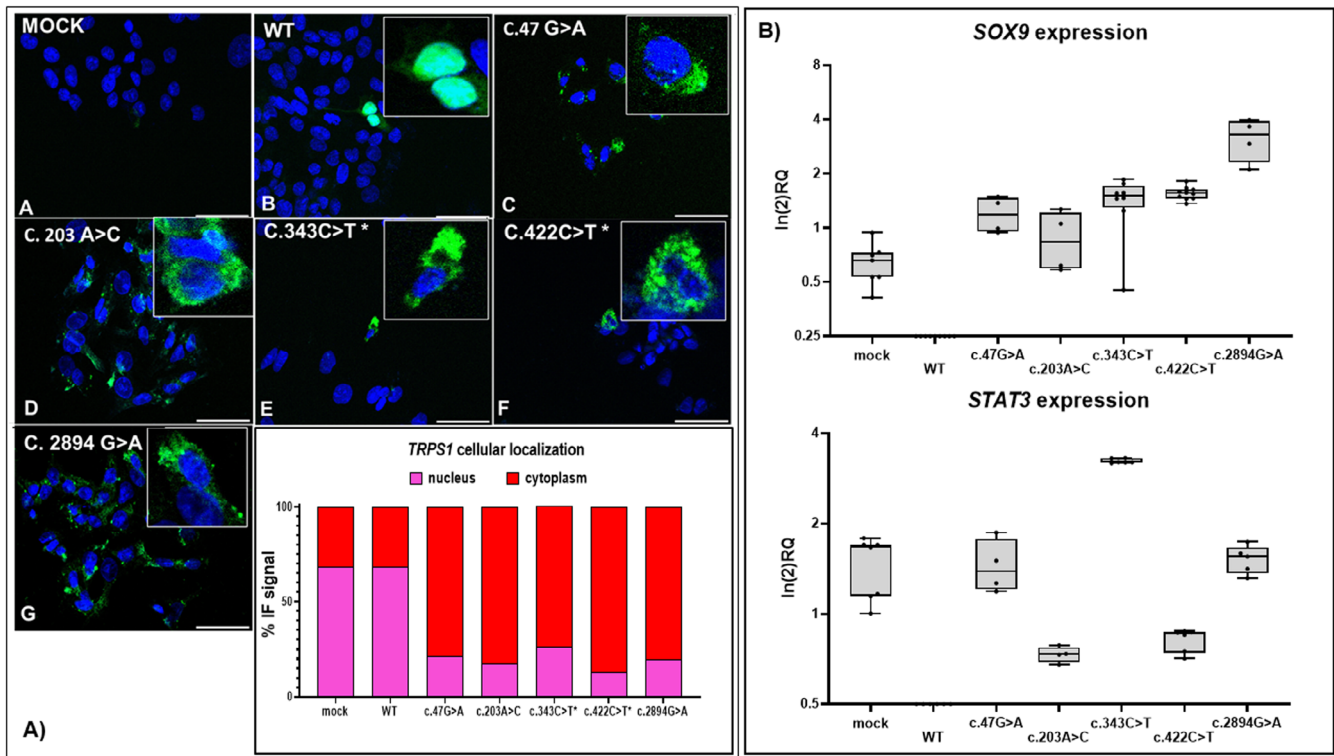 MOCK
A
WT
B
C.47 G>A
C
C. 203 A>C
D
C.343C>T *
E
C.422C>T *
F
C. 2894 G>A
G
TRPS1 cellular localization
nucleus cytoplasm
% IF signal
100
50
0
mock WT c.47G>A c.203A>C c.343C>T* c.422C>T* c.2894G>A
A)
B)
SOX9 expression
ln(2)RQ
8
4
2
1
0.5
0.25
mock WT c.47G>A c.203A>C c.343C>T c.422C>T c.2894G>A
STAT3 expression
ln(2)RQ
4
2
1
0.5
mock WT c.47G>A c.203A>C c.343C>T c.422C>T c.2894G>A